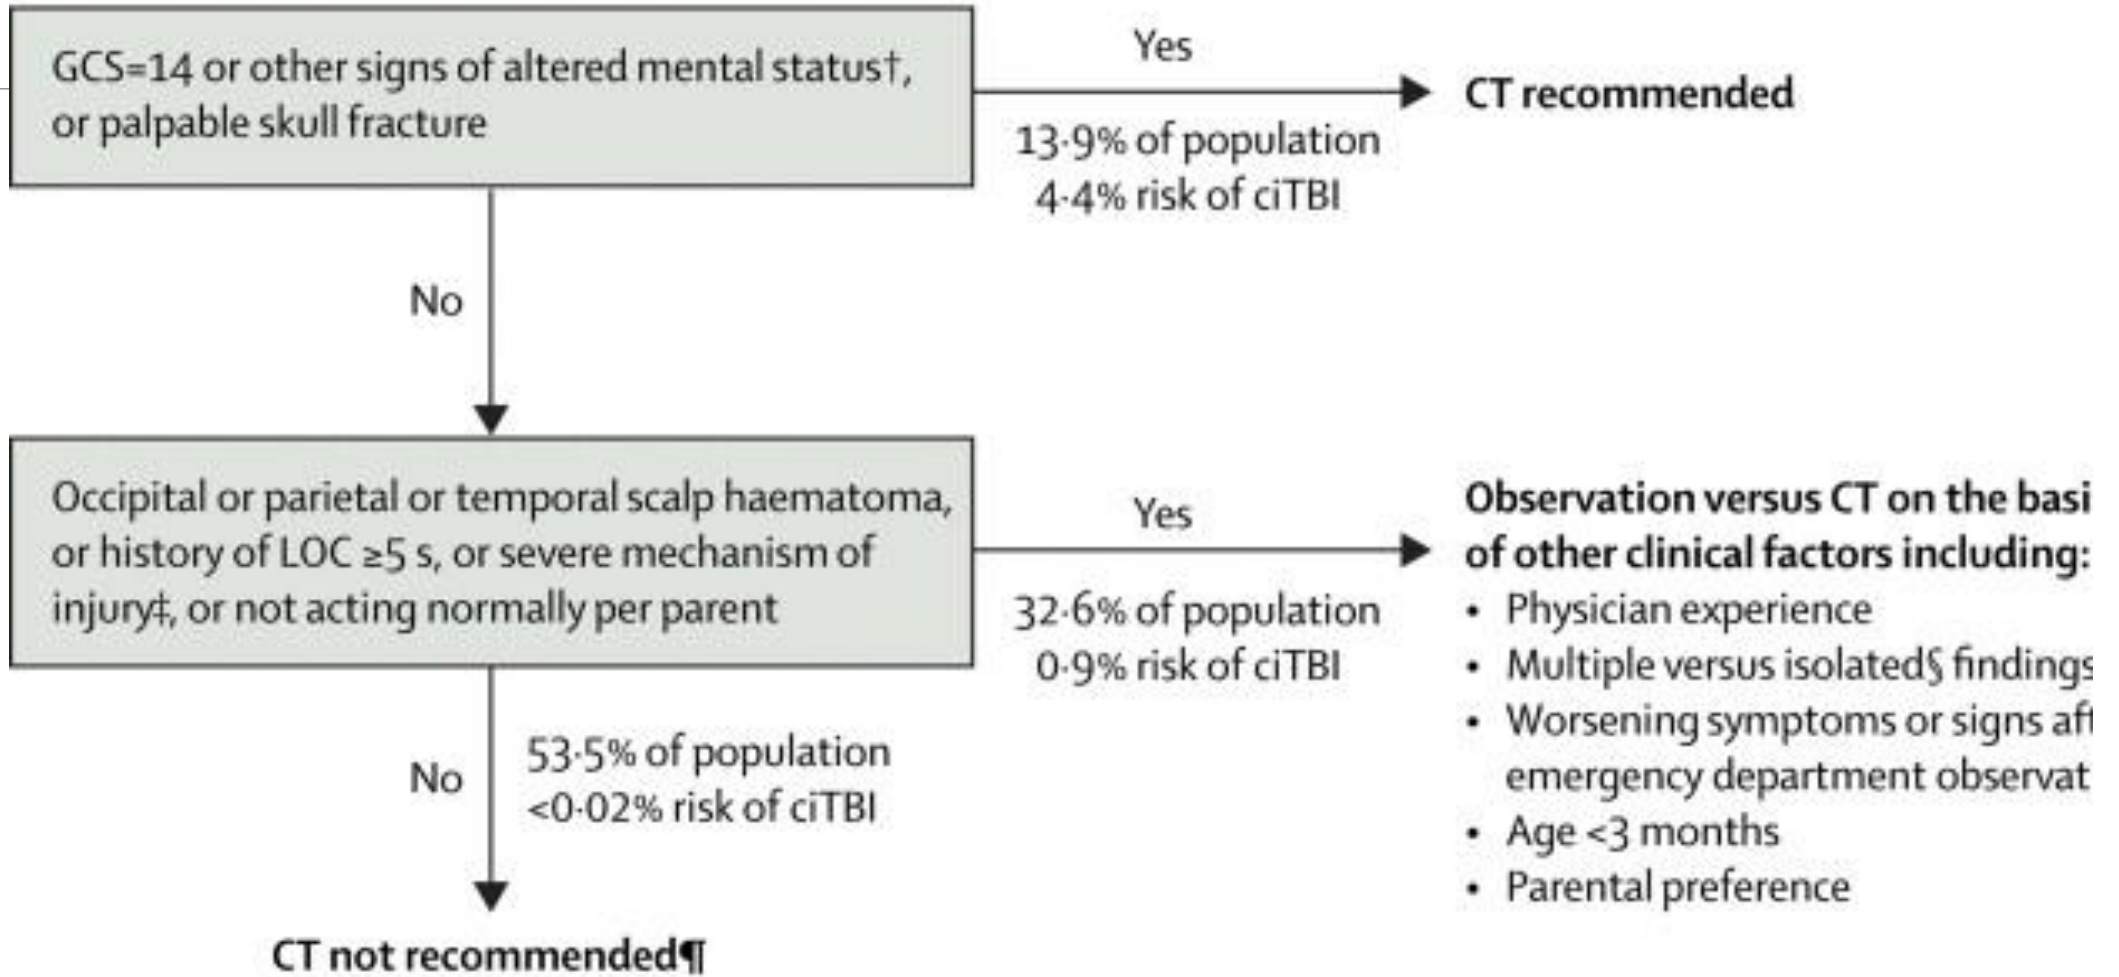 GCS=14 or other signs of altered mental status†,
or palpable skull fracture
Yes
13·9% of population
4·4% risk of ciTBI
CT recommended
No
Occipital or parietal or temporal scalp haematoma,
or history of LOC ≥5 s, or severe mechanism of
injury‡, or not acting normally per parent
Yes
32·6% of population
0·9% risk of ciTBI
Observation versus CT on the basi
of other clinical factors including:
• Physician experience
• Multiple versus isolated§ findings
• Worsening symptoms or signs aft
emergency department observat
• Age <3 months
• Parental preference
No
53·5% of population
<0·02% risk of ciTBI
CT not recommended¶